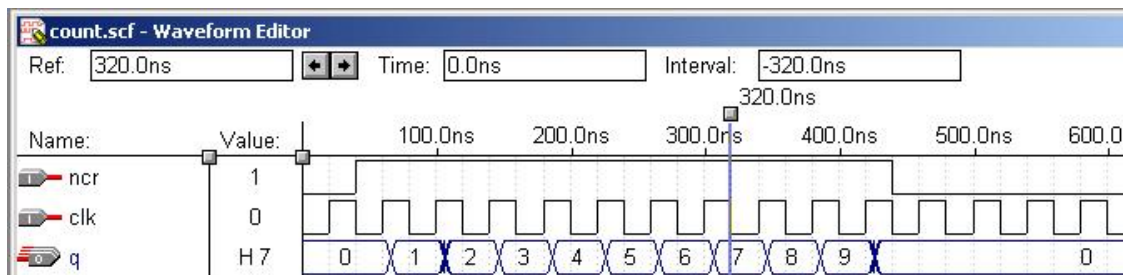 count.scf - Waveform Editor
Ref: 320.0ns Time: 0.0ns Interval: -320.0ns
320.0ns
Name: Value: 100.0ns 200.0ns 300.0ns 400.0ns 500.0ns 600.0
ncr 1
clk 0
q H 7 0 1 2 3 4 5 6 7 8 9 0